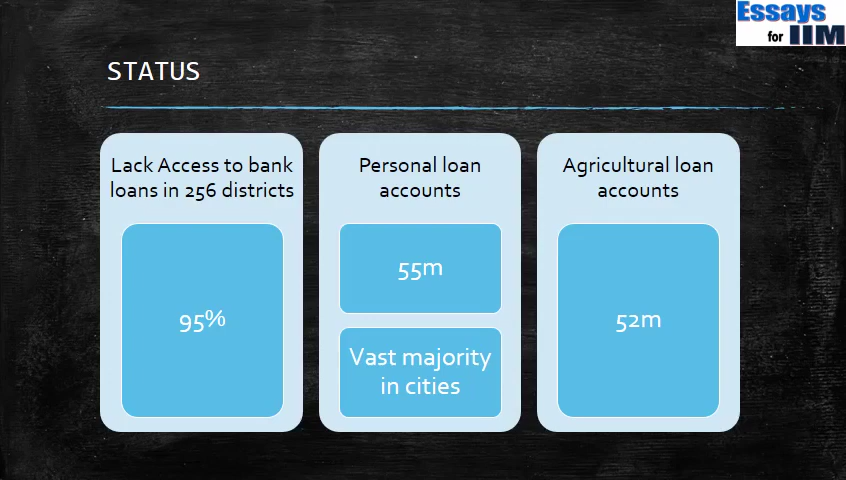 Essays
for IIM
STATUS
Lack Access to bank
loans in 256 districts
95%
Personal loan
accounts
55m
Vast majority
in cities
Agricultural loan
accounts
52m